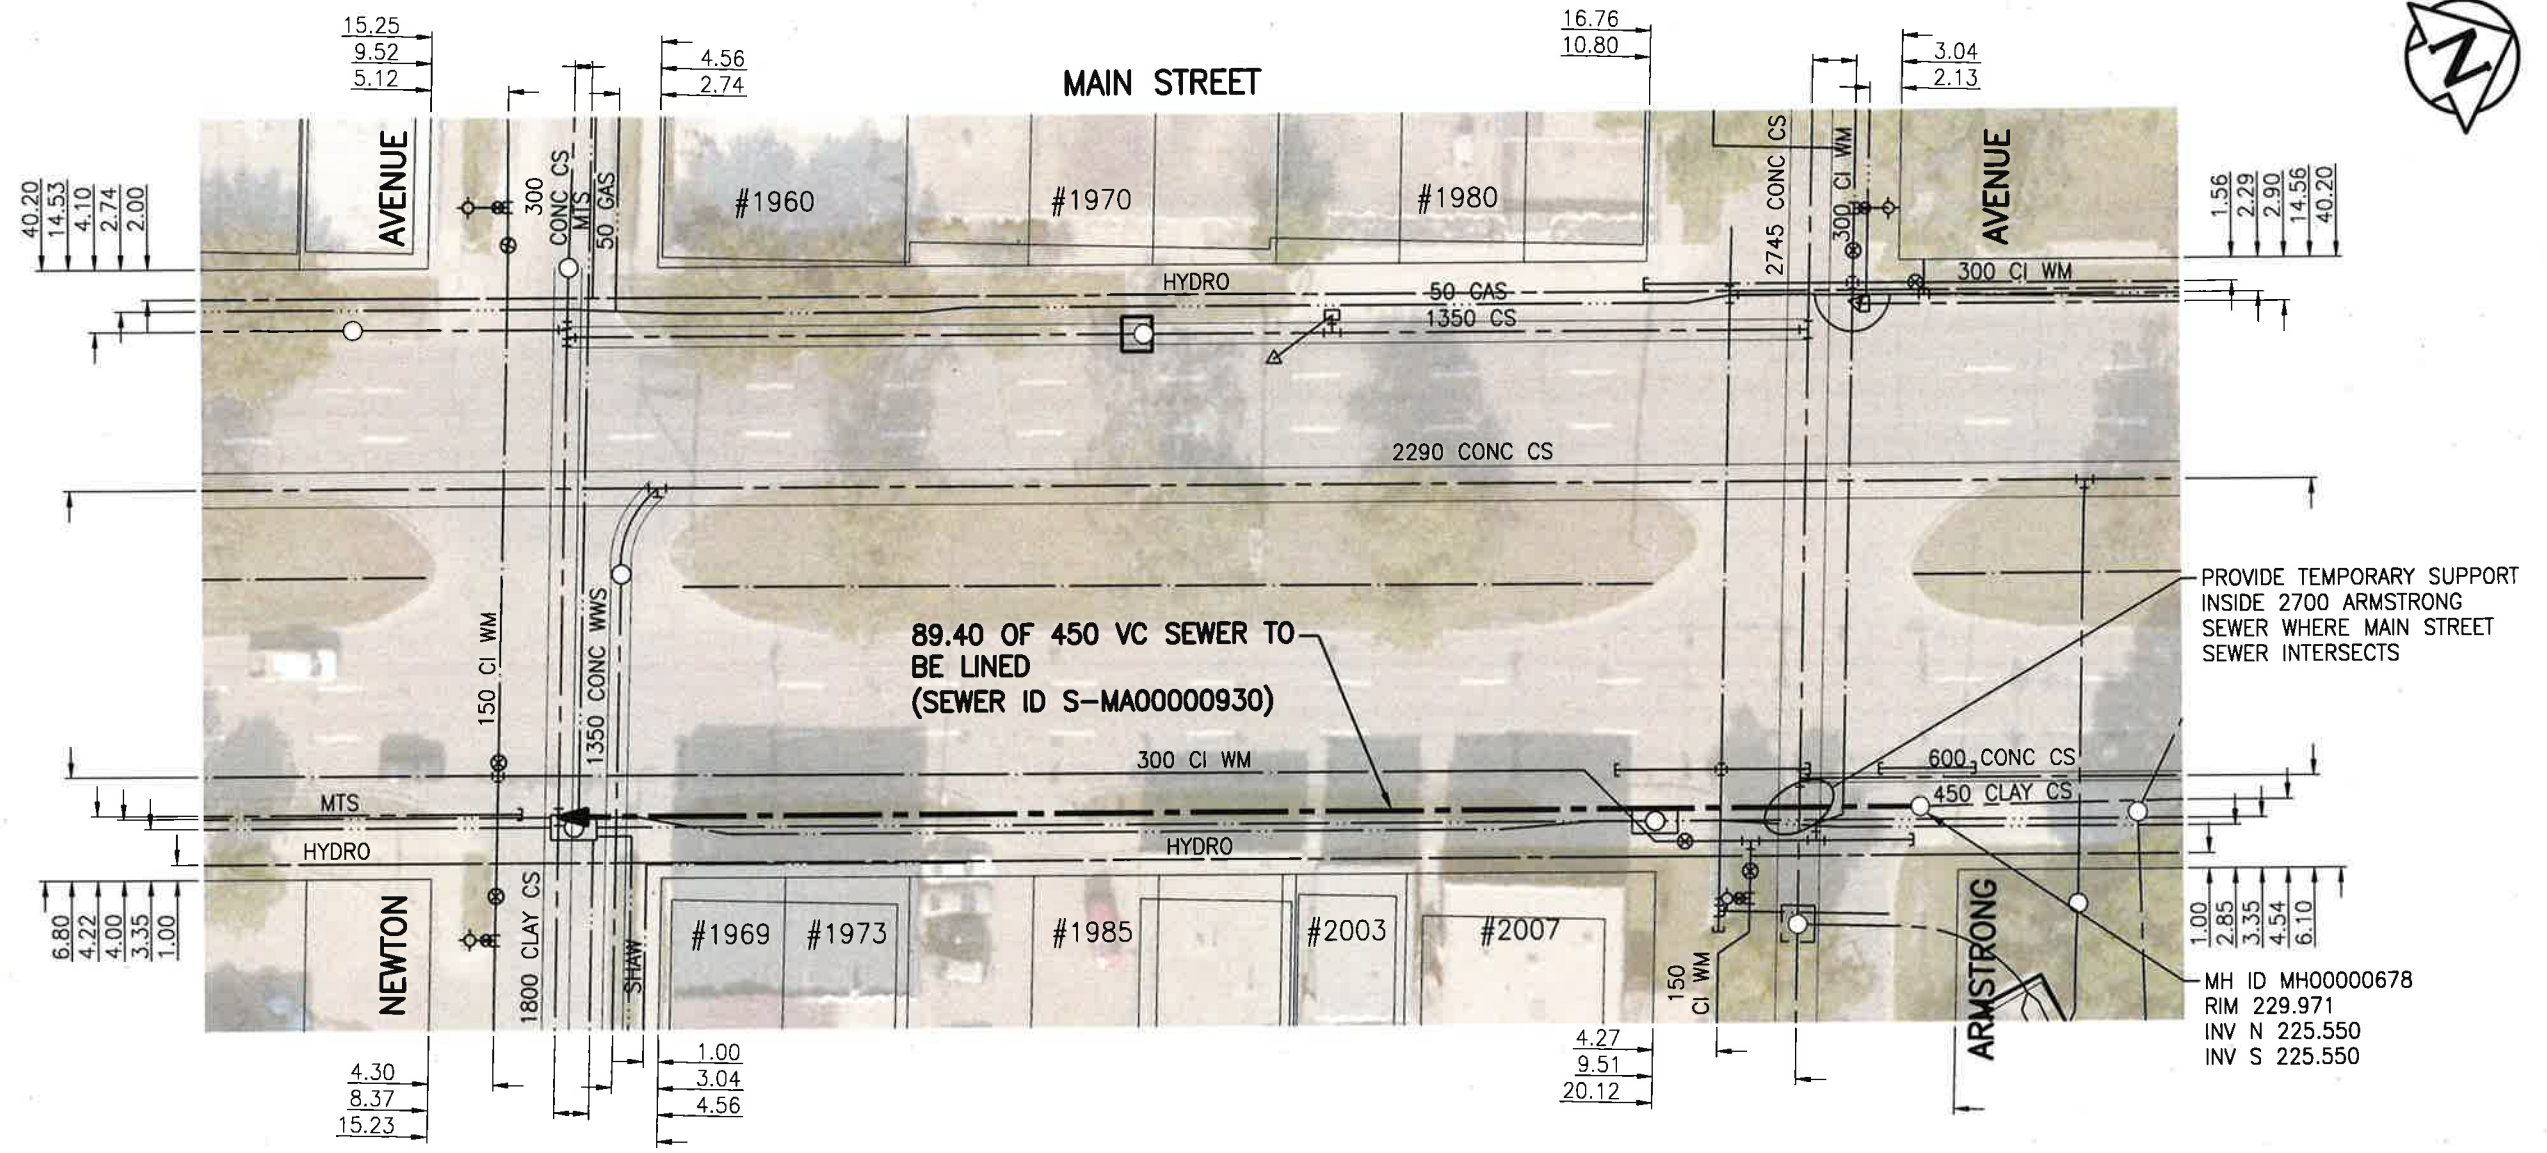 15.25
9.52
5.12
4.56
2.74
MAIN STREET
16.76
10.80
3.04
2.13
N
40.20
14.53
4.10
2.74
2.00
AVENUE
300
CONC CS
MTS
50 GAS
#1960
#1970
#1980
2745 CONC CS
300 CI WM
AVENUE
1.56
2.29
2.90
14.56
40.20
HYDRO
50 GAS
1350 CS
300 CI WM
2290 CONC CS
150 CI WM
1350 CONC WWS
89.40 OF 450 VC SEWER TO
BE LINED
(SEWER ID S-MA00000930)
PROVIDE TEMPORARY SUPPORT
INSIDE 2700 ARMSTRONG
SEWER WHERE MAIN STREET
SEWER INTERSECTS
300 CI WM
600 CONC CS
450 CLAY CS
MTS
HYDRO
HYDRO
6.80
4.22
4.00
3.35
1.00
NEWTON
1800 CLAY CS
SHAW
#1969
#1973
#1985
#2003
#2007
150
CI WM
ARMSTRONG
1.00
2.85
3.35
4.54
6.10
MH ID MH00000678
RIM 229.971
INV N 225.550
INV S 225.550
4.30
8.37
15.23
1.00
3.04
4.56
4.27
9.51
20.12